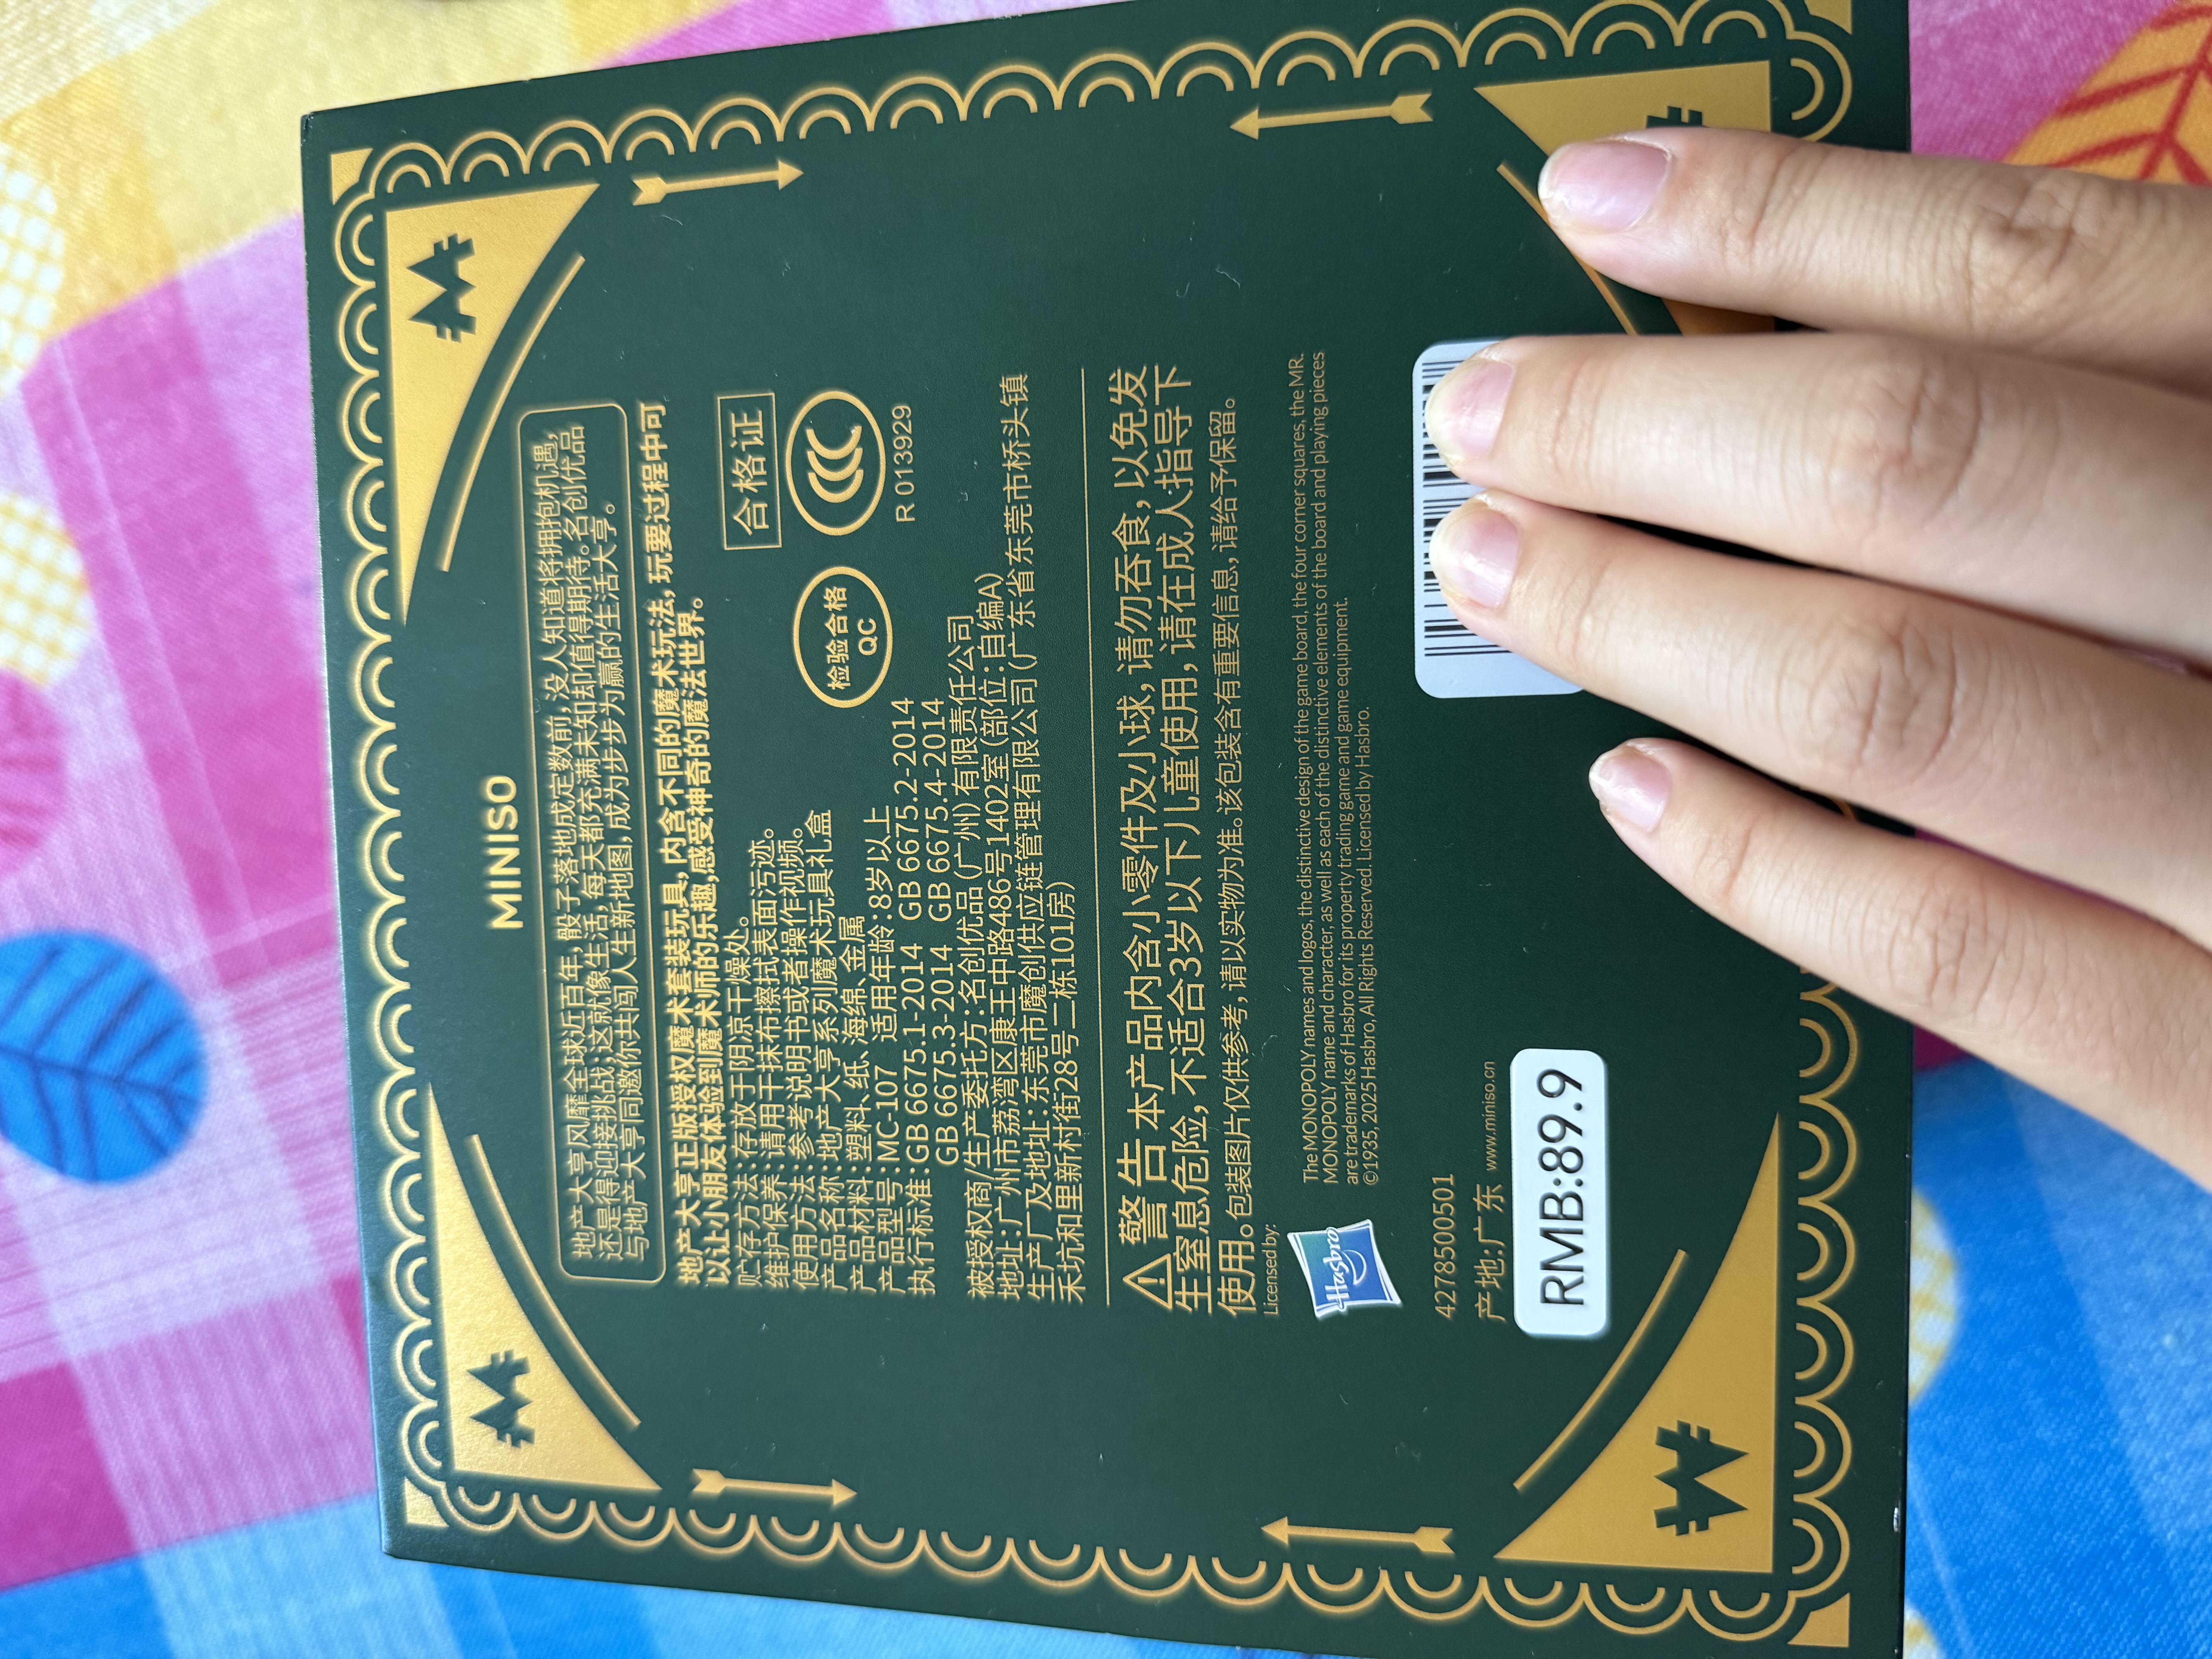 MINISO
地产大亨风靡全球近百年,骰子落地成定数前,没人知道将拥抱机遇,
还是得迎接挑战;这就像生活,每天都充满未知却值得期待。名创优品
与地产大亨同邀你共闯人生新地图,成为步步为赢的生活大亨。
地产大亨正版授权魔术套装玩具,内含不同的魔术玩法,玩要过程中可
以让小朋友体验到魔术师的乐趣,感受神奇的魔法世界。
贮存方法:存放于阴凉干燥处。
维护保养:请用干抹布擦拭表面污迹。
使用方法:参考说明书或者操作视频。
产品名称:地产大亨系列魔术玩具礼盒
产品材料:塑料、纸、海绵、金属
产品型号:MC-107 适用年龄:8岁以上
执行标准:GB 6675.1-2014 GB 6675.2-2014
GB 6675.3-2014 GB 6675.4-2014
合格证
检验合格
QC
CCC
R 013929
被授权商/生产委托方:名创优品(广州)有限责任公司
地址:广州市荔湾区康王中路486号1402室(部位:自编A)
生产厂及地址:东莞市魔创供应链管理有限公司(广东省东莞市桥头镇
禾坑和里新村街28号二栋101房)
警告 本产品内含小零件及小球,请勿吞食,以免发
生窒息危险,不适合3岁以下儿童使用,请在成人指导下
使用。包装图片仅供参考,请以实物为准。该包装含有重要信息,请给予保留。
Licensed by:
Hasbro
The MONOPOLY names and logos, the distinctive design of the game board, the four corner squares, the MR.
MONOPOLY name and character, as well as each of the distinctive elements of the board and playing pieces
are trademarks of Hasbro for its property trading game and game equipment.
©1935, 2025 Hasbro, All Rights Reserved. Licensed by Hasbro.
4278500501
产地:广东 www.miniso.cn
RMB:89.9